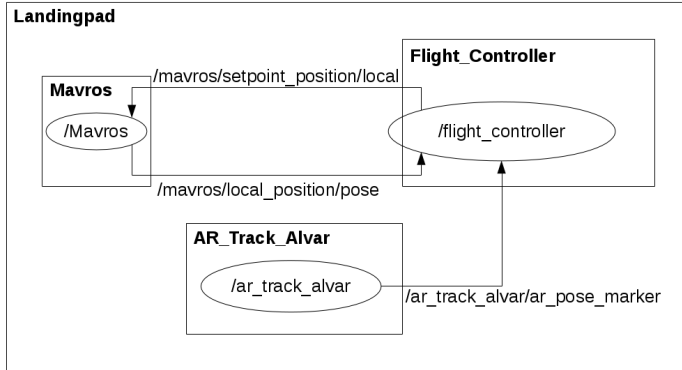 Landingpad
Flight_Controller
/mavros/setpoint_position/local
Mavros
/Mavros
/flight_controller
/mavros/local_position/pose
AR_Track_Alvar
/ar_track_alvar
/ar_track_alvar/ar_pose_marker